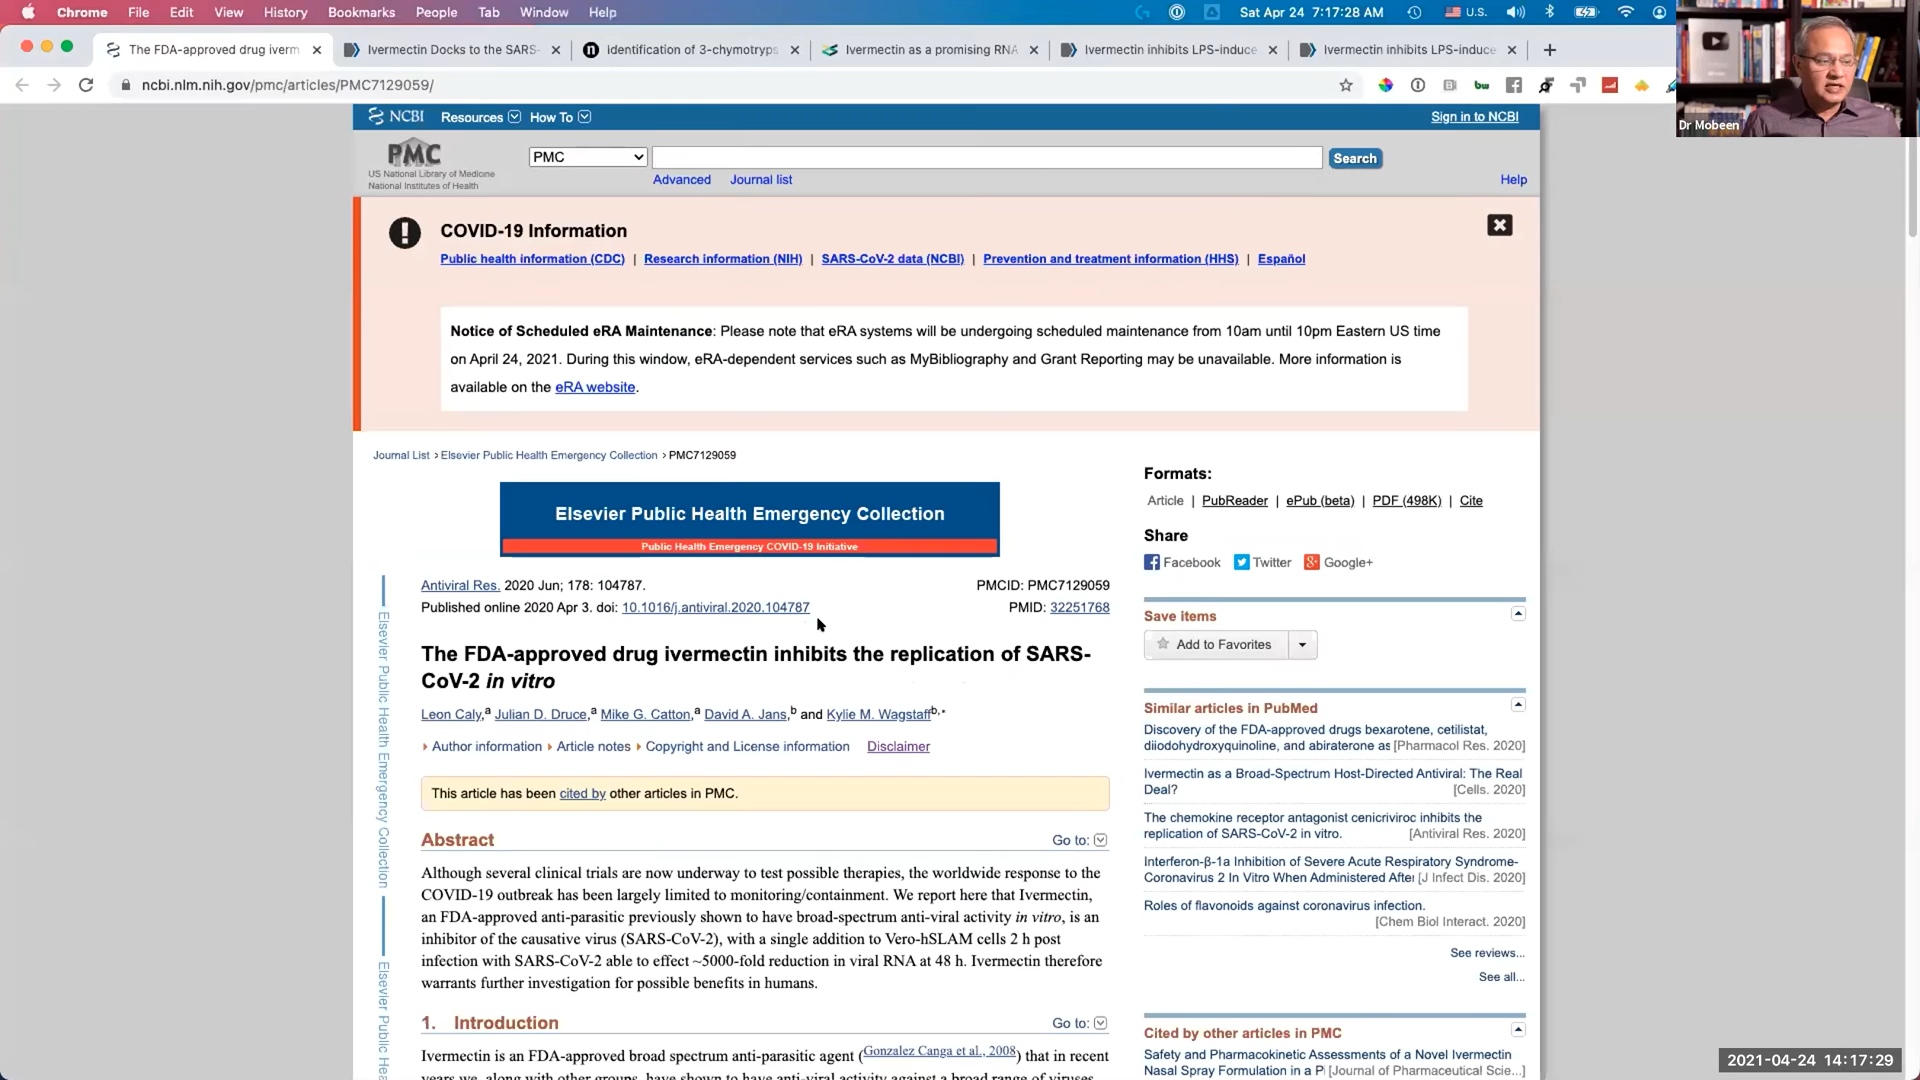 Chrome File Edit View History Bookmarks People Tab Window Help Sat Apr 24 7:17:28 AM U.S.
The FDA-approved drug iverm
Ivermectin Docks to the SARS-
Identification of 3-chymotryps
Ivermectin as a promising RNA
Ivermectin inhibits LPS-induce
Ivermectin inhibits LPS-induce
ncbi.nlm.nih.gov/pmc/articles/PMC7129059/
Dr Mobeen
NCBI Resources How To Sign in to NCBI
PMC
US National Library of Medicine
National Institutes of Health
PMC
Search
Advanced Journal list Help
COVID-19 Information
Public health information (CDC) | Research information (NIH) | SARS-CoV-2 data (NCBI) | Prevention and treatment information (HHS) | Español
Notice of Scheduled eRA Maintenance: Please note that eRA systems will be undergoing scheduled maintenance from 10am until 10pm Eastern US time
on April 24, 2021. During this window, eRA-dependent services such as MyBibliography and Grant Reporting may be unavailable. More information is
available on the eRA website.
Journal List > Elsevier Public Health Emergency Collection > PMC7129059
Elsevier Public Health Emergency Collection
Public Health Emergency COVID-19 Initiative
Elsevier Public Health Emergency Collection
Elsevier Public Hea
Antiviral Res. 2020 Jun; 178: 104787. PMCID: PMC7129059
Published online 2020 Apr 3. doi: 10.1016/j.antiviral.2020.104787 PMID: 32251768
The FDA-approved drug ivermectin inhibits the replication of SARS-
CoV-2 in vitro
Leon Caly,a Julian D. Druce,a Mike G. Catton,a David A. Jans,b and Kylie M. Wagstaffb,*
Author information Article notes Copyright and License information Disclaimer
This article has been cited by other articles in PMC.
Abstract Go to:
Although several clinical trials are now underway to test possible therapies, the worldwide response to the
COVID-19 outbreak has been largely limited to monitoring/containment. We report here that Ivermectin,
an FDA-approved anti-parasitic previously shown to have broad-spectrum anti-viral activity in vitro, is an
inhibitor of the causative virus (SARS-CoV-2), with a single addition to Vero-hSLAM cells 2 h post
infection with SARS-CoV-2 able to effect ~5000-fold reduction in viral RNA at 48 h. Ivermectin therefore
warrants further investigation for possible benefits in humans.
1. Introduction Go to:
Ivermectin is an FDA-approved broad spectrum anti-parasitic agent (Gonzalez Canga et al., 2008) that in recent
years we, along with other groups, have shown to have anti-viral activity against a broad range of viruses
Formats:
Article | PubReader | ePub (beta) | PDF (498K) | Cite
Share
Facebook Twitter Google+
Save items
Add to Favorites
Similar articles in PubMed
Discovery of the FDA-approved drugs bexarotene, cetilistat,
diiodohydroxyquinoline, and abiraterone as [Pharmacol Res. 2020]
Ivermectin as a Broad-Spectrum Host-Directed Antiviral: The Real
Deal? [Cells. 2020]
The chemokine receptor antagonist cenicriviroc inhibits the
replication of SARS-CoV-2 in vitro. [Antiviral Res. 2020]
Interferon-β-1a Inhibition of Severe Acute Respiratory Syndrome-
Coronavirus 2 In Vitro When Administered After [J Infect Dis. 2020]
Roles of flavonoids against coronavirus infection.
[Chem Biol Interact. 2020]
See reviews...
See all...
Cited by other articles in PMC
Safety and Pharmacokinetic Assessments of a Novel Ivermectin
Nasal Spray Formulation in a P [Journal of Pharmaceutical Scie...]
2021-04-24 14:17:29